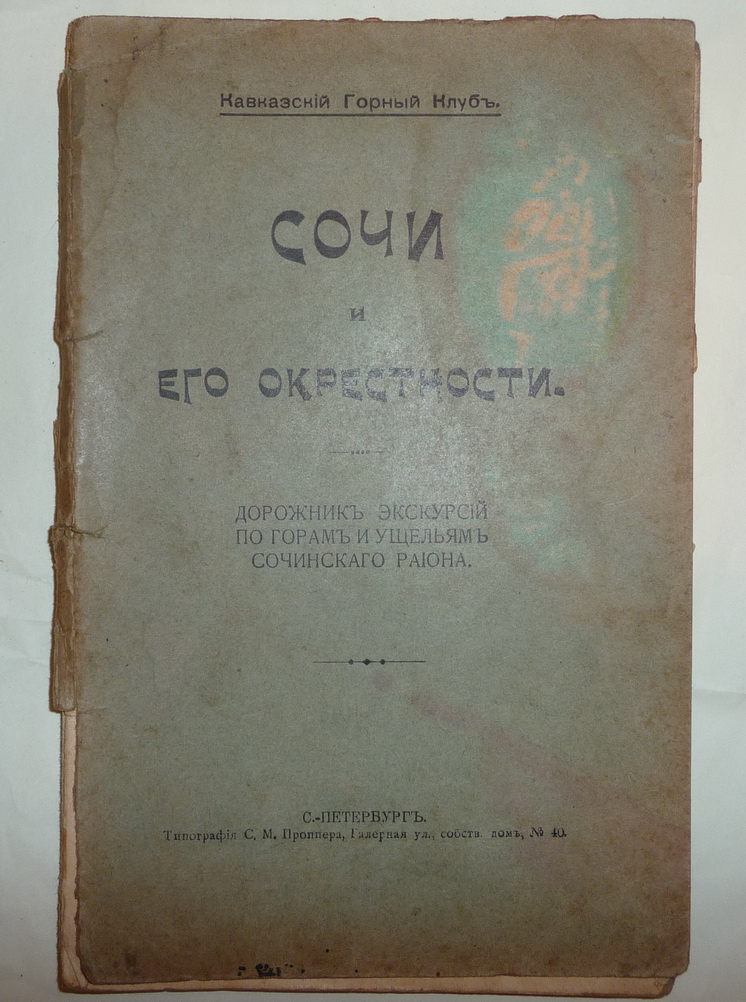 Кавказскій Горный Клубъ.
СОЧИ
и
ЕГО ОКРЕСТНОСТИ.
ДОРОЖНИКЪ ЭКСКУРСІЙ
ПО ГОРАМЪ И УЩЕЛЬЯМЪ
СОЧИНСКАГО РАІОНА.
С.-ПЕТЕРБУРГЪ.
Типографія С. М. Проппера, Галерная ул., собств. домъ, № 40.